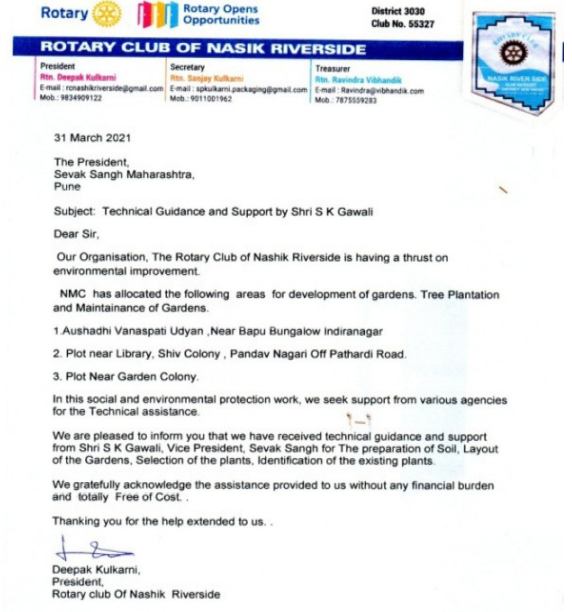 Rotary
Rotary Opens
Opportunities
District 3030
Club No. 55327
ROTARY CLUB OF NASIK RIVERSIDE
President
Rtn. Deepak Kulkarni
E-mail : rcnashikriverside@gmail.com
Mob.: 9834909122
Secretary
Rtn. Sanjay Kulkarni
E-mail : spkulkarni.packaging@gmail.com
Mob.: 9011001962
Treasurer
Rtn. Ravindra Vibhandik
E-mail : Ravindra@vibhandik.com
Mob.: 7875559283
ROTARY CLUB
NASIK RIVER SIDE
31 March 2021
The President,
Sevak Sangh Maharashtra,
Pune
Subject: Technical Guidance and Support by Shri S K Gawali
Dear Sir,
Our Organisation, The Rotary Club of Nashik Riverside is having a thrust on
environmental improvement.
NMC has allocated the following areas for development of gardens. Tree Plantation
and Maintainance of Gardens.
1.Aushadhi Vanaspati Udyan ,Near Bapu Bungalow Indiranagar
2. Plot near Library, Shiv Colony , Pandav Nagari Off Pathardi Road.
3. Plot Near Garden Colony.
In this social and environmental protection work, we seek support from various agencies
for the Technical assistance.
We are pleased to inform you that we have received technical guidance and support
from Shri S K Gawali, Vice President, Sevak Sangh for The preparation of Soil, Layout
of the Gardens, Selection of the plants, Identification of the existing plants.
We gratefully acknowledge the assistance provided to us without any financial burden
and totally Free of Cost. .
Thanking you for the help extended to us. .
Deepak Kulkarni,
President,
Rotary club Of Nashik Riverside